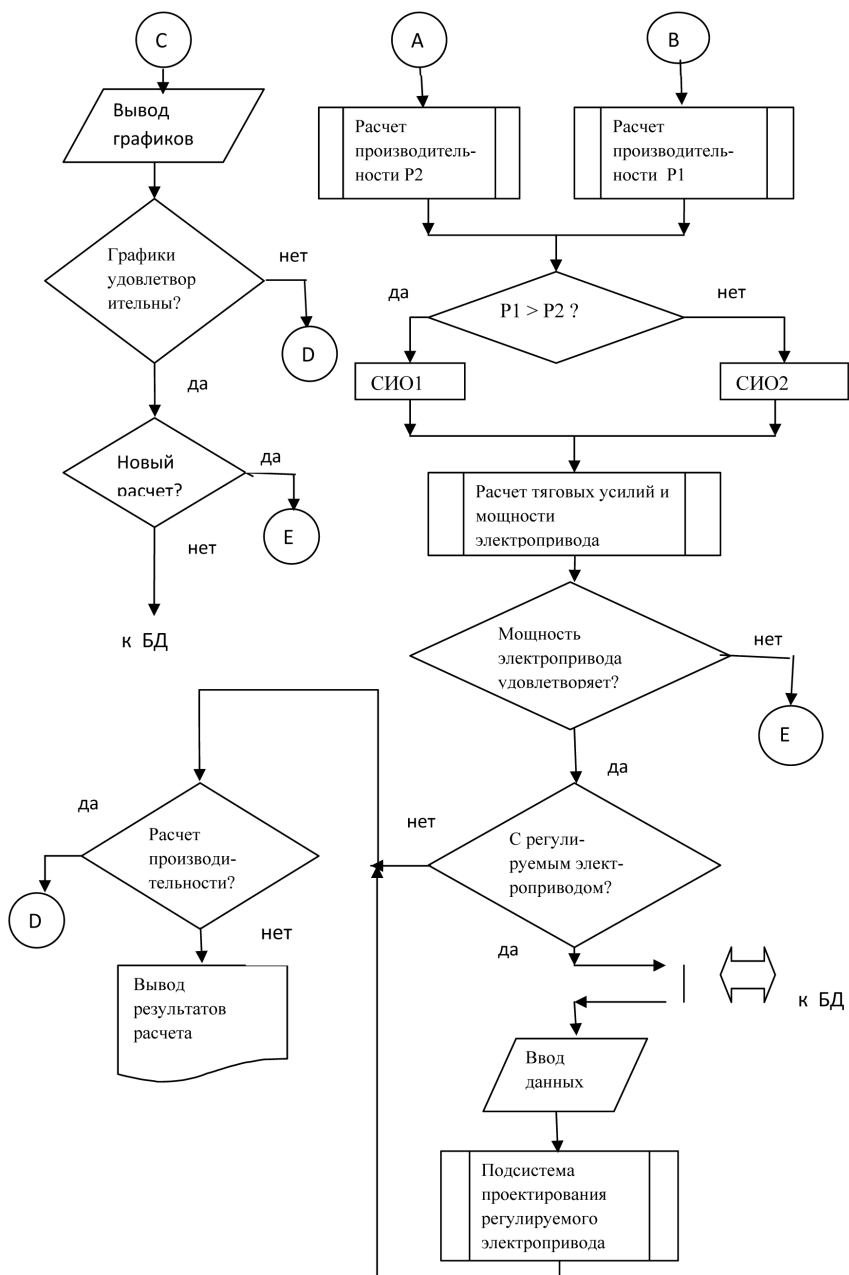 C
Вывод
графиков
Графики
удовлетвор
ительны?
нет
D
да
Новый
расчет?
да
E
нет
к БД
A
B
Расчет
производитель-
ности P2
Расчет
производитель-
ности P1
да
P1 > P2 ?
нет
СИО1
СИО2
Расчет тяговых усилий и
мощности
электропривода
Мощность
электропривода
удовлетворяет?
нет
E
да
С регули-
руемым элект-
роприводом?
нет
да
к БД
да
Расчет
производи-
тельности?
D
нет
Вывод
результатов
расчета
Ввод
данных
Подсистема
проектирования
регулируемого
электропривода